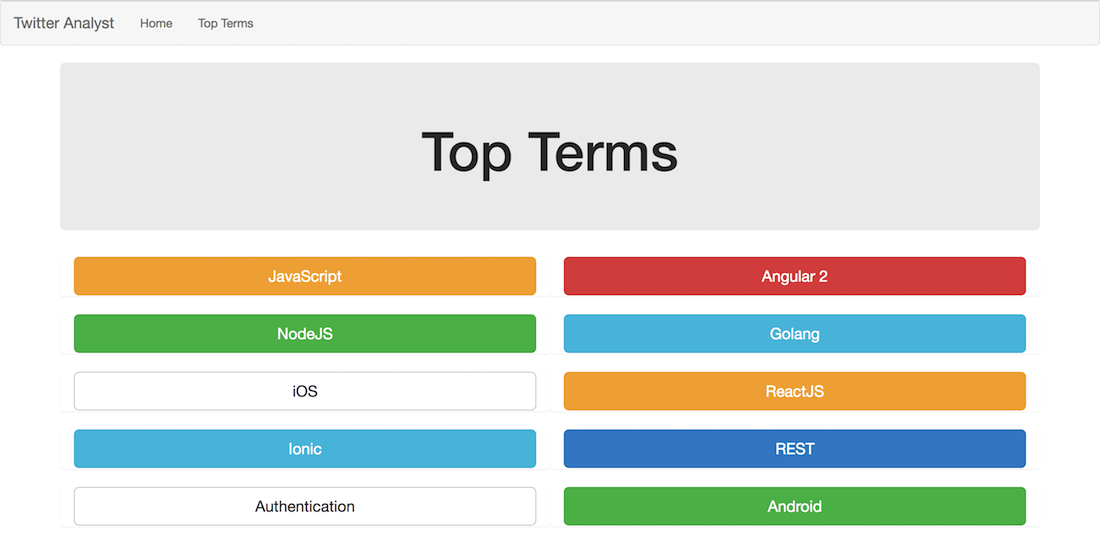 Twitter Analyst Home Top Terms
Top Terms
JavaScript Angular 2
NodeJS Golang
iOS ReactJS
Ionic REST
Authentication Android